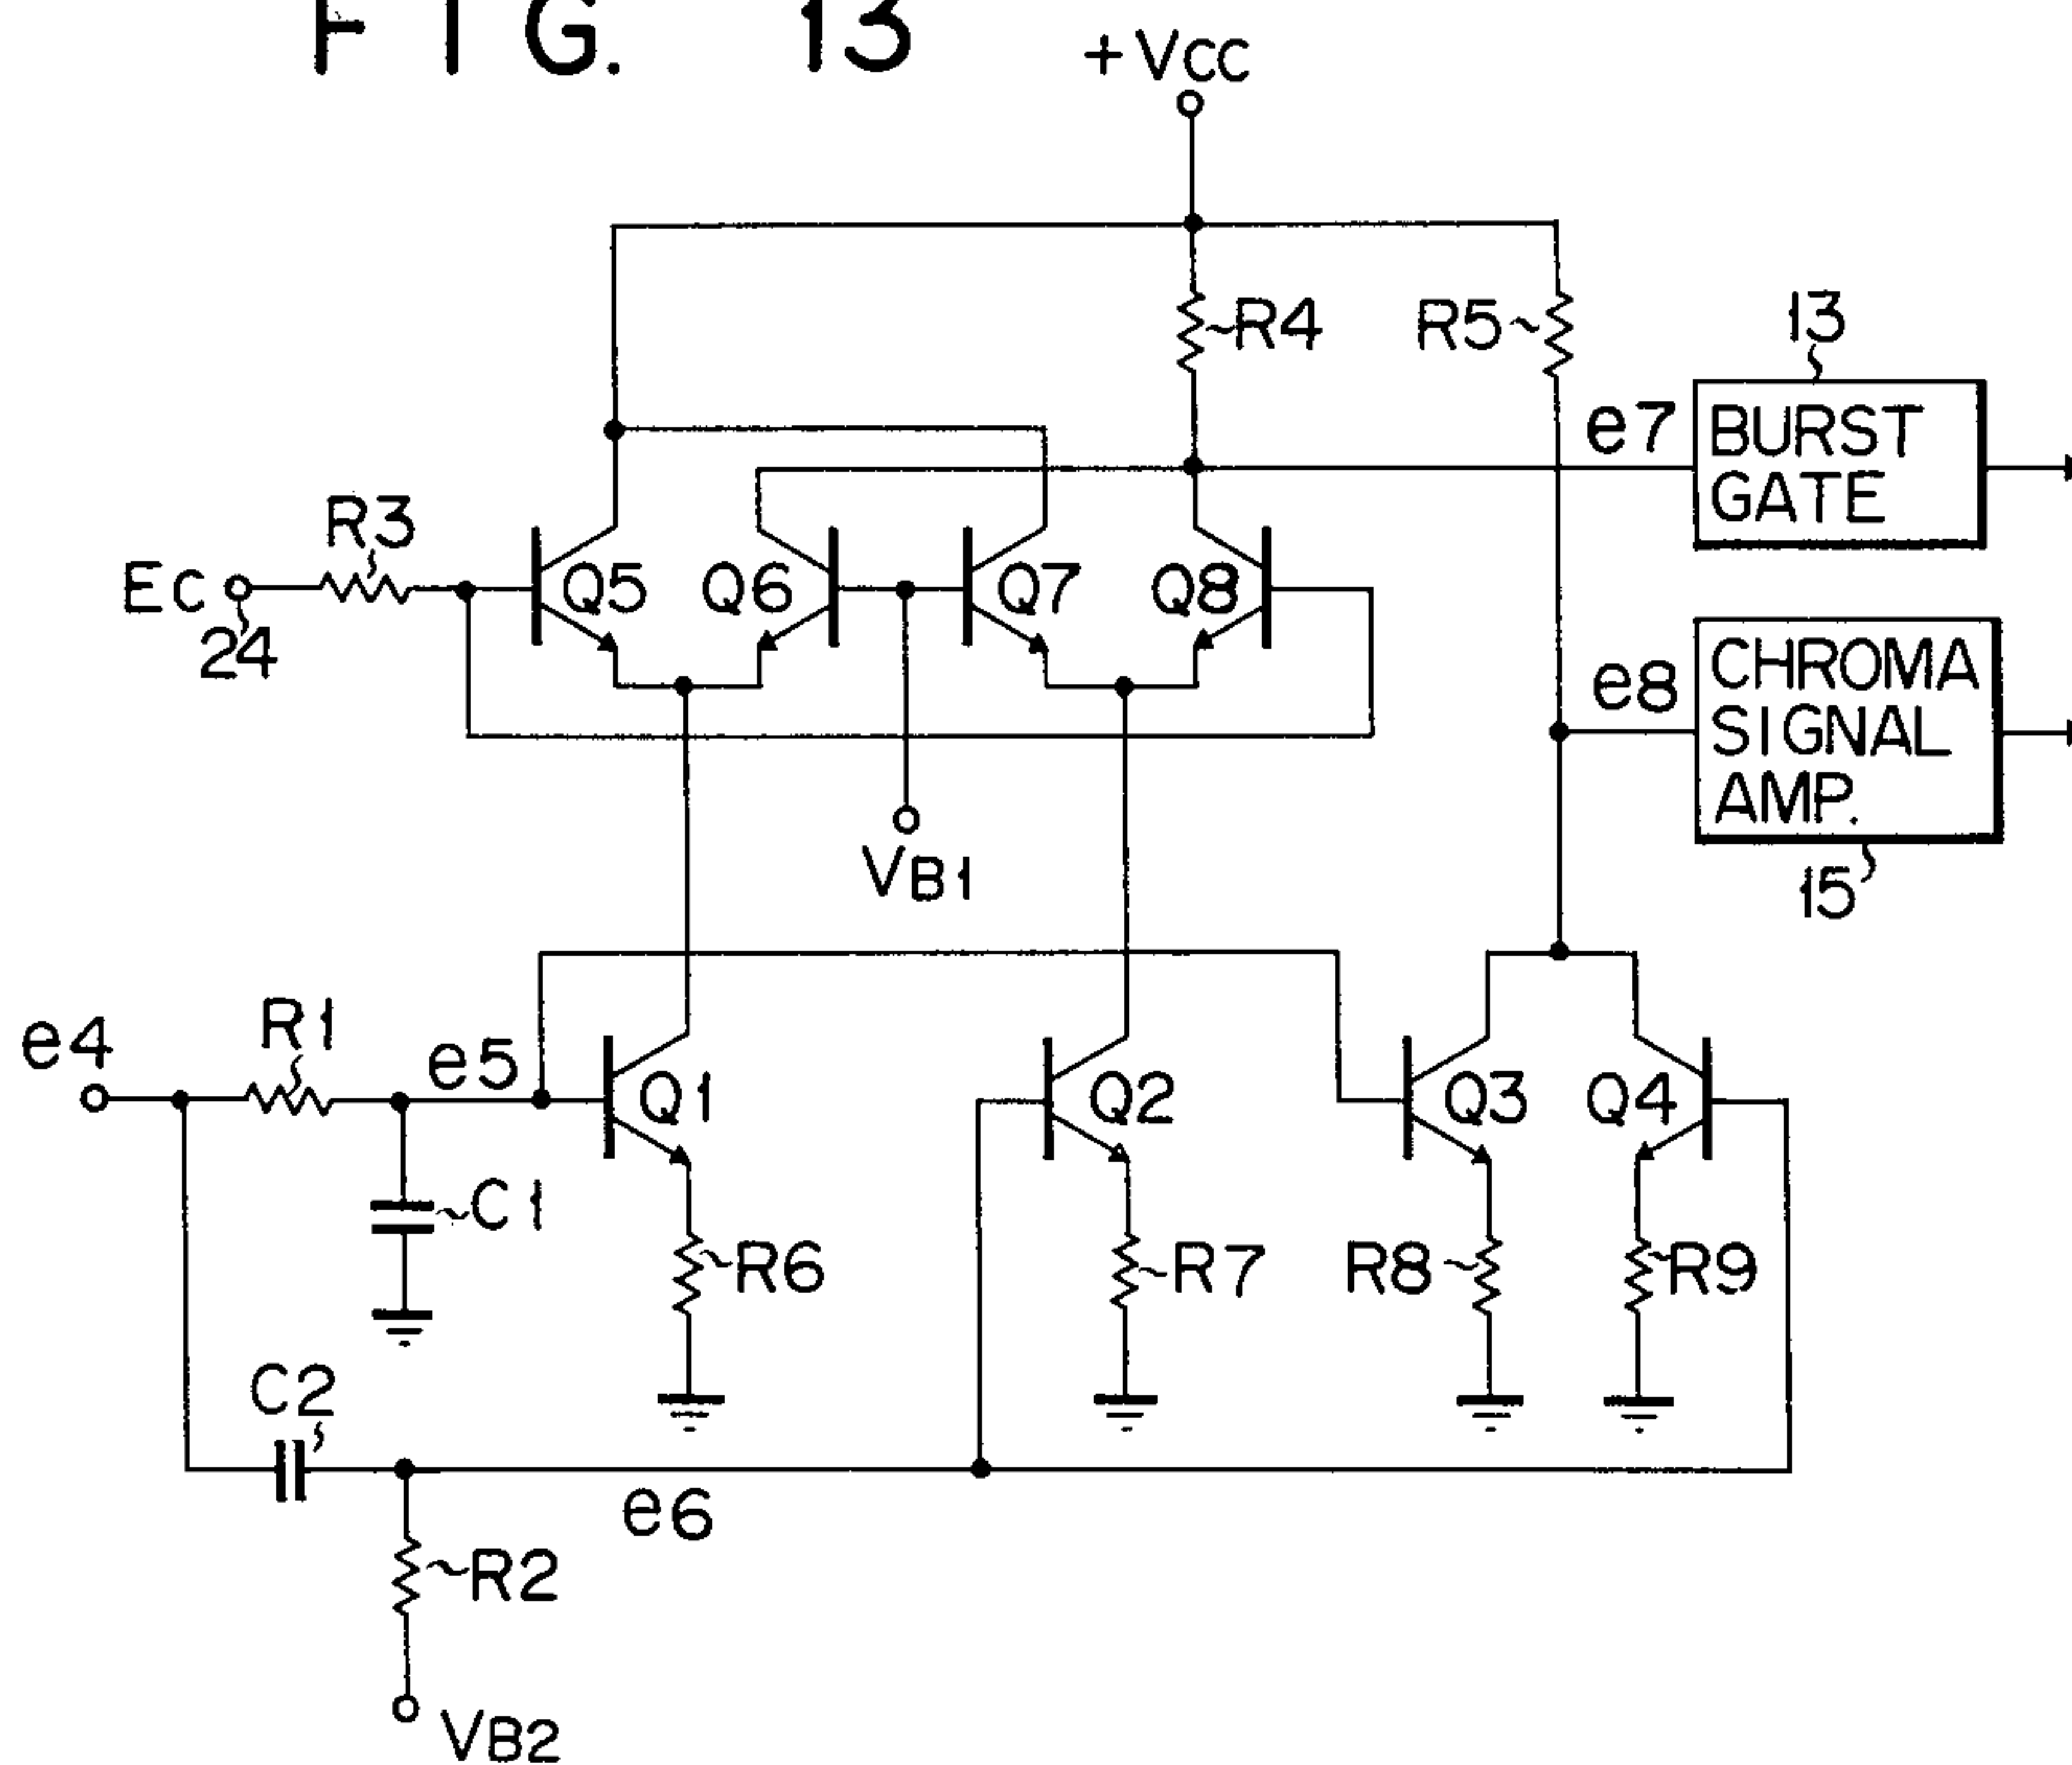 FIG. 13
+VCC
R4
R5
13
e7
BURST
GATE
R3
EC
24
Q5
Q6
Q7
Q8
e8
CHROMA
SIGNAL
AMP.
15
VB1
e4
R1
e5
Q1
Q2
Q3
Q4
C1
R6
R7
R8
R9
C2
e6
R2
VB2